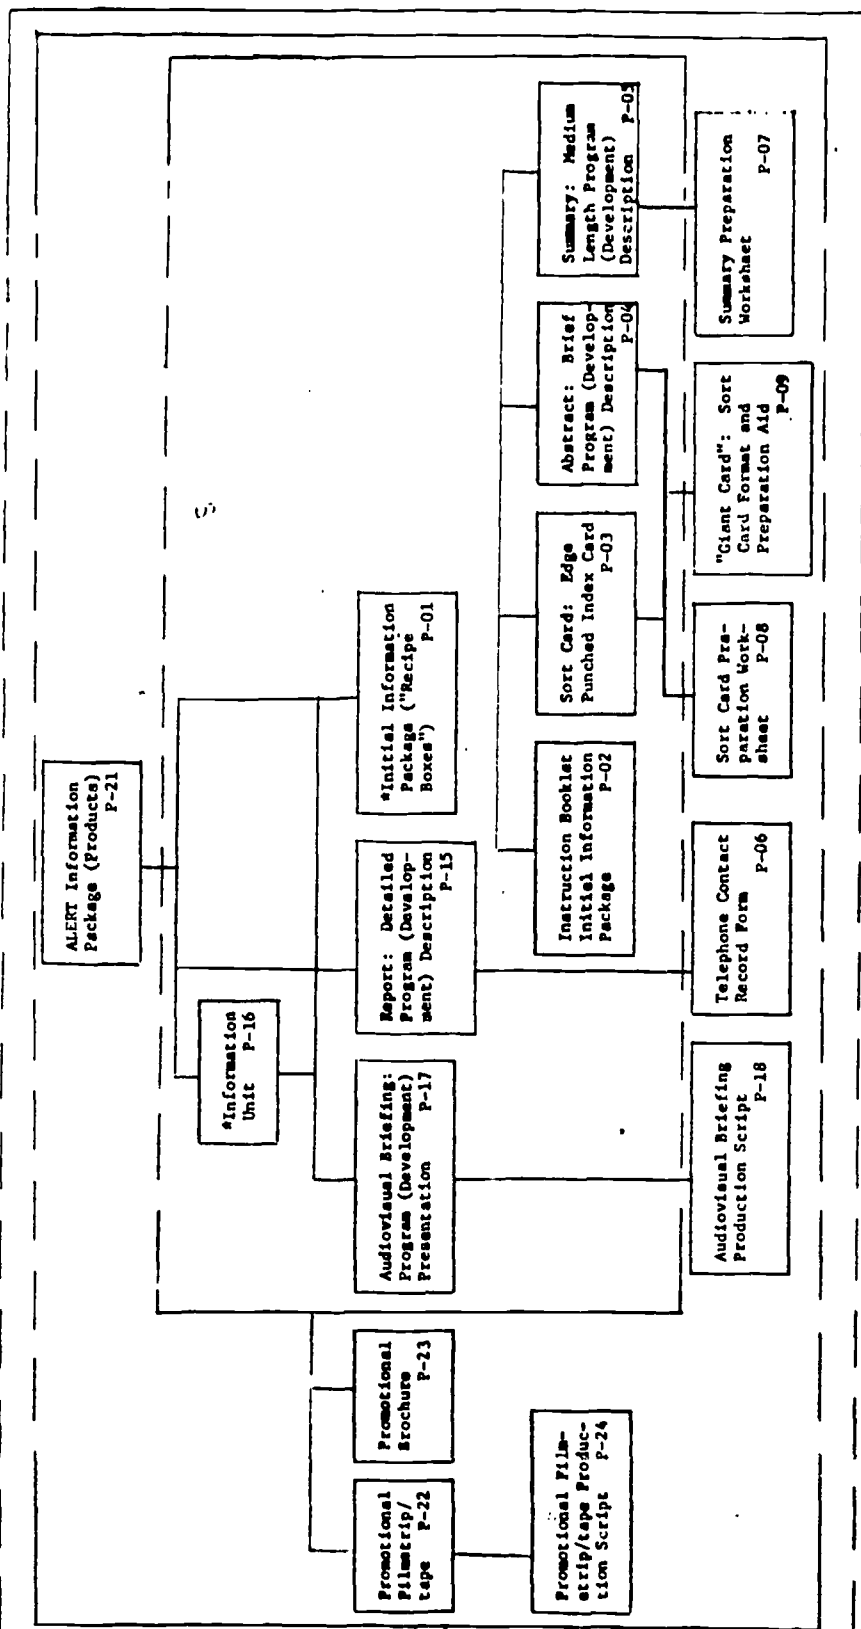 ALERT Information
Package (Products)
P-21
*Information
Unit P-16
Promotional
Filmstrip/
tape P-22
Promotional
Brochure
P-23
Audiovisual Briefing:
Program (Development)
Presentation P-17
Report: Detailed
Program (Develop-
ment) Description
P-15
*Initial Information
Package ("Recipe
Boxes") P-01
Promotional Film-
strip/tape Produc-
tion Script P-24
Instruction Booklet
Initial Information
Package P-02
Sort Card: Edge
Punched Index Card
P-03
Abstract: Brief
Program (Develop-
ment) Description
P-04
Summary: Medium
Length Program
(Development)
Description P-05
Audiovisual Briefing
Production Script
P-18
Telephone Contact
Record Form
P-06
Sort Card Pre-
paration Work-
sheet P-08
"Giant Card": Sort
Card Format and
Preparation Aid
P-09
Summary Preparation
Worksheet
P-07